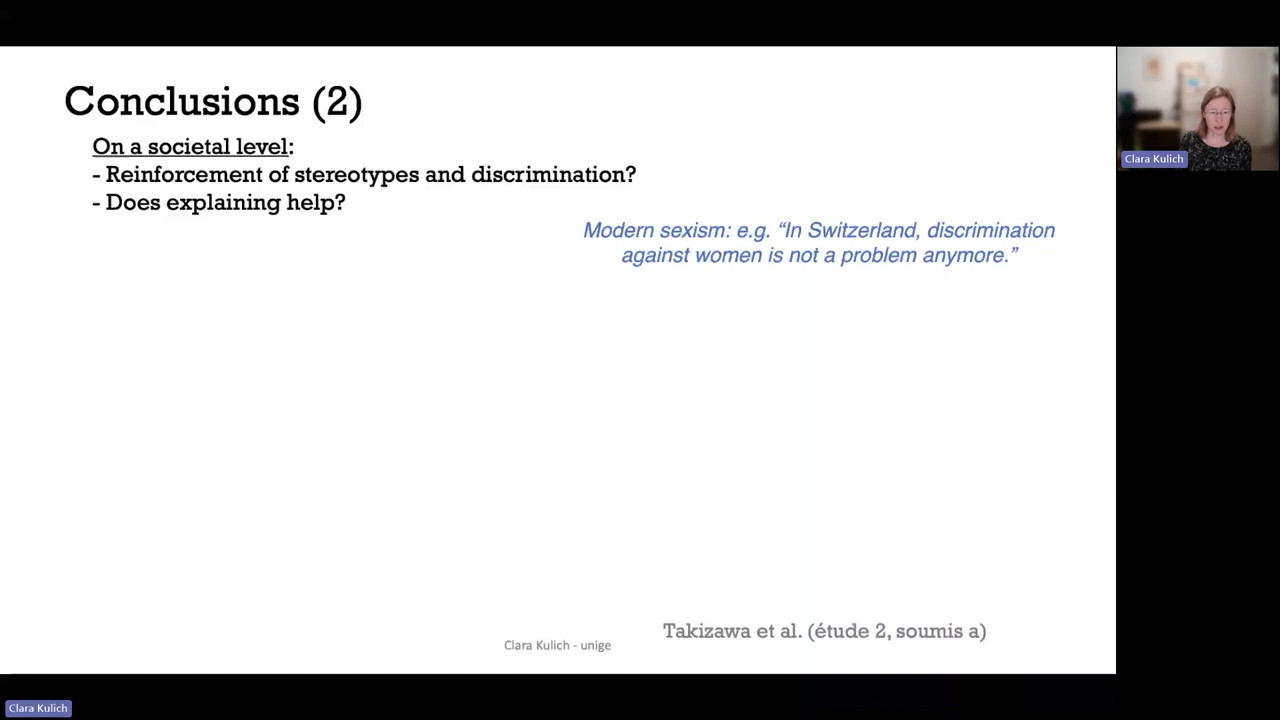 Conclusions (2)
On a societal level:
- Reinforcement of stereotypes and discrimination?
- Does explaining help?
Modern sexism: e.g. “In Switzerland, discrimination
against women is not a problem anymore.”
Takizawa et al. (étude 2, soumis a)
Clara Kulich - unige
Clara Kulich
Clara Kulich